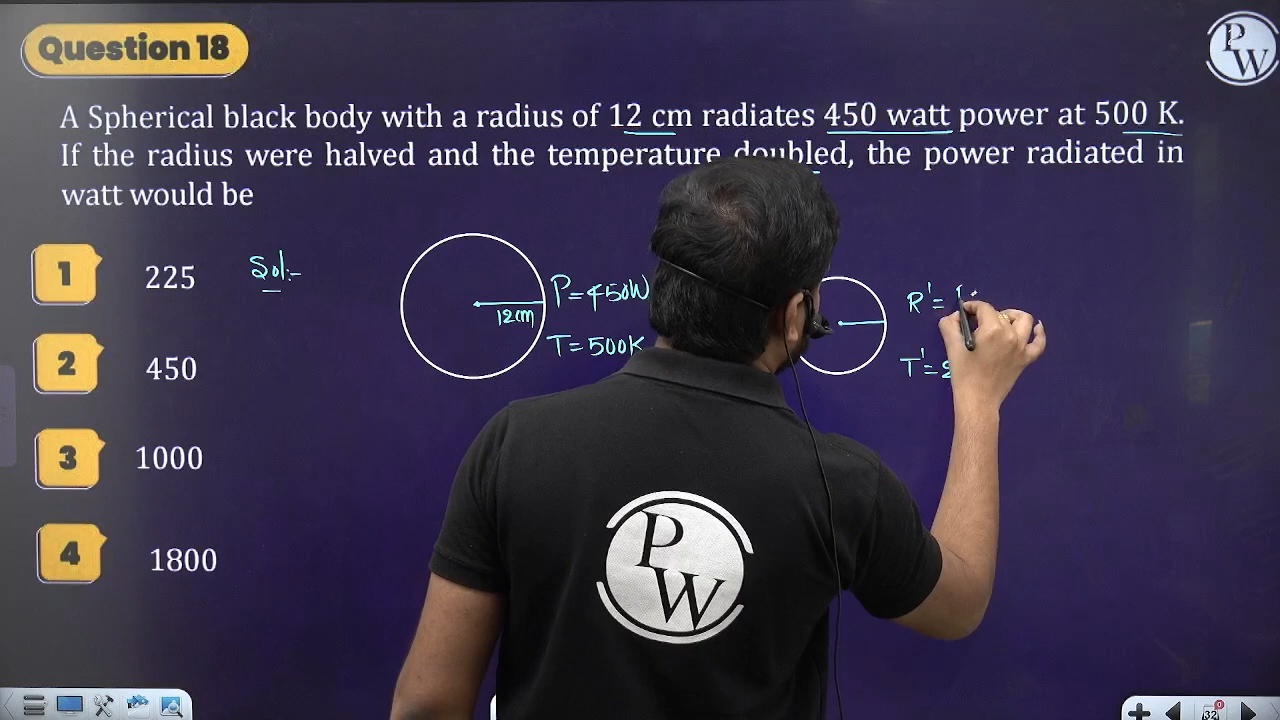 Question 18
PW
A Spherical black body with a radius of 12 cm radiates 450 watt power at 500 K.
If the radius were halved and the temperature doubled, the power radiated in
watt would be
1 225
2 450
3 1000
4 1800
Sol:-
12cm
P=450W
T=500K
R'=
T'=
PW
32